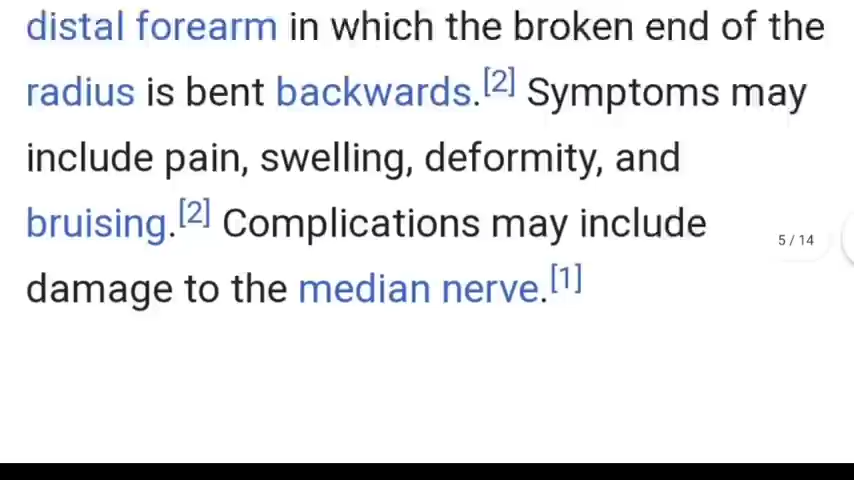 distal forearm in which the broken end of the
radius is bent backwards.[2] Symptoms may
include pain, swelling, deformity, and
bruising.[2] Complications may include
5 / 14
damage to the median nerve.[1]